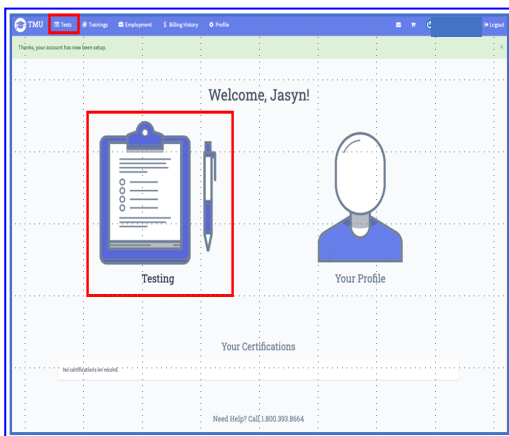 TMU Tests Trainings Employment $ Billing History Profile Logout
Thanks, your account has now been setup. ×
Welcome, Jasyn!
Testing Your Profile
Your Certifications
No certifications on record.
Need Help? Call 1.800.393.8664